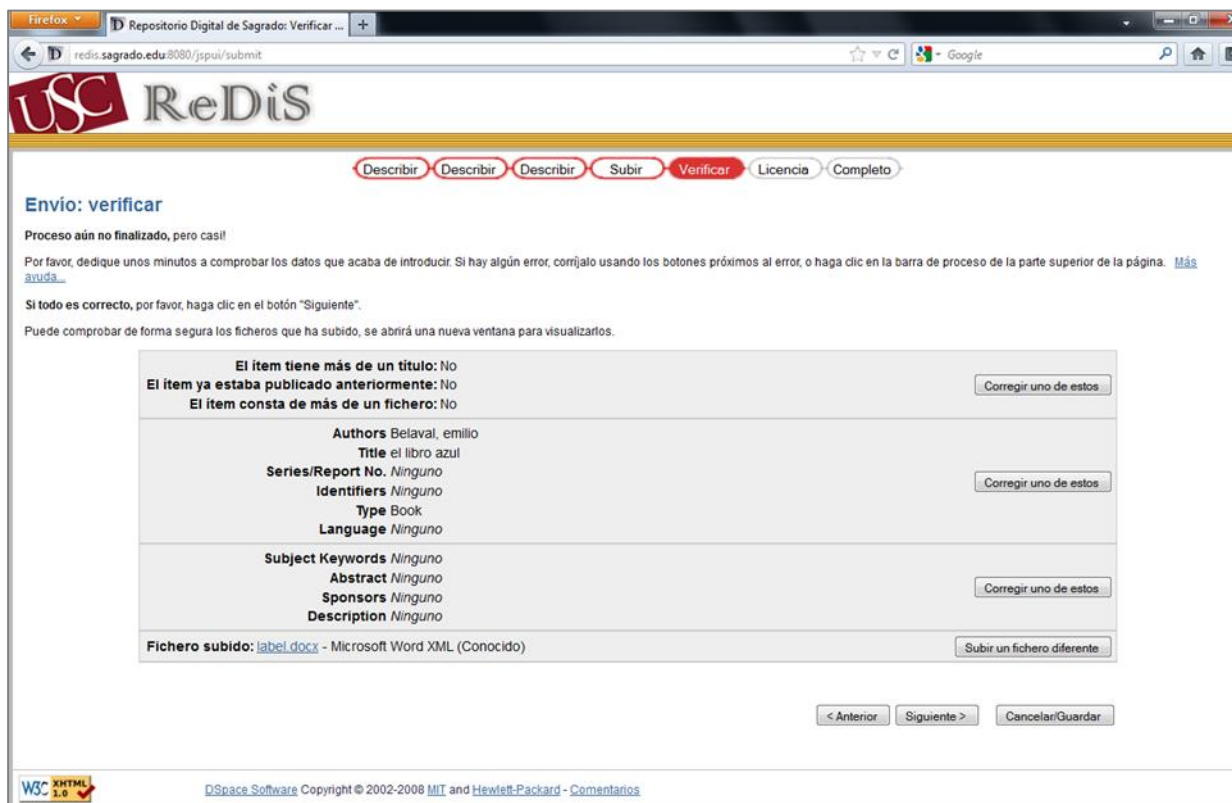 Firefox
Repositorio Digital de Sagrado: Verificar ...
redis.sagrado.edu:8080/jspui/submit
Google
USC ReDiS
Describir Describir Describir Subir Verificar Licencia Completo
Envío: verificar
Proceso aún no finalizado, pero casi!
Por favor, dedique unos minutos a comprobar los datos que acaba de introducir. Si hay algún error, corríjalo usando los botones próximos al error, o haga clic en la barra de proceso de la parte superior de la página. Más
ayuda...
Si todo es correcto, por favor, haga clic en el botón "Siguiente".
Puede comprobar de forma segura los ficheros que ha subido, se abrirá una nueva ventana para visualizarlos.
El ítem tiene más de un título: No
El ítem ya estaba publicado anteriormente: No
Corregir uno de estos
El ítem consta de más de un fichero: No
Authors Belaval, emilio
Title el libro azul
Series/Report No. Ninguno
Corregir uno de estos
Identifiers Ninguno
Type Book
Language Ninguno
Subject Keywords Ninguno
Abstract Ninguno
Corregir uno de estos
Sponsors Ninguno
Description Ninguno
Fichero subido: label.docx - Microsoft Word XML (Conocido) Subir un fichero diferente
< Anterior Siguiente > Cancelar/Guardar
W3C XHTML 1.0
DSpace Software Copyright © 2002-2008 MIT and Hewlett-Packard - Comentarios